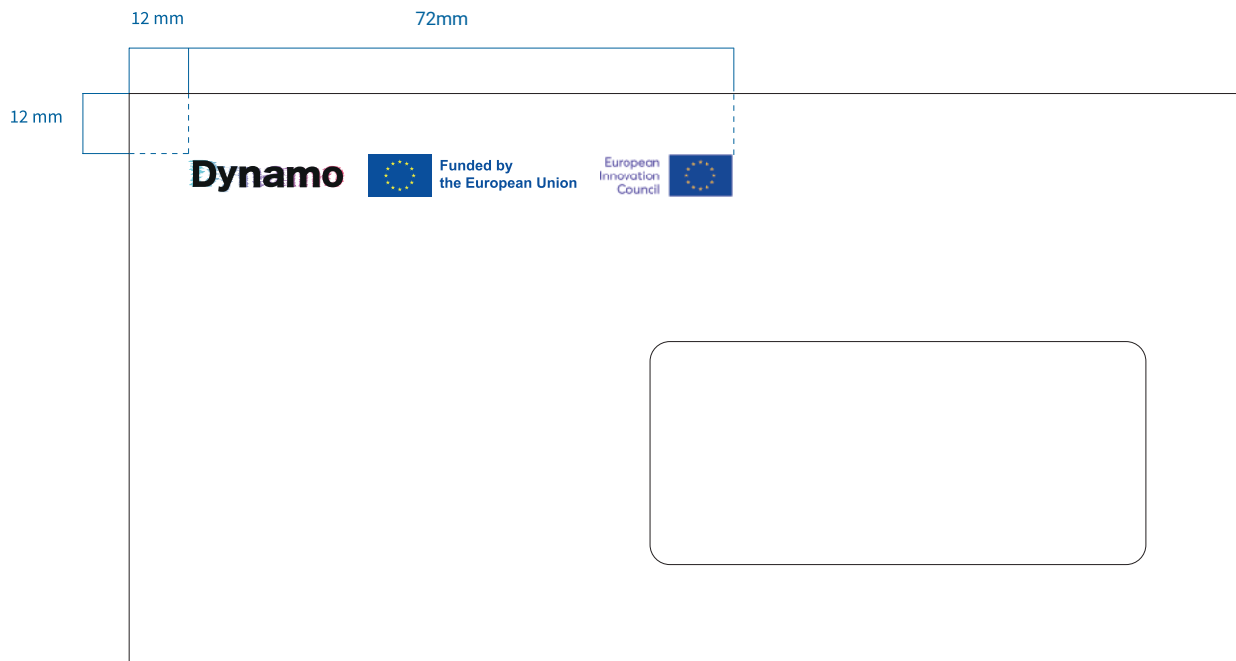 12 mm
72mm
12 mm
Dynamo
Funded by
the European Union
European
Innovation
Council